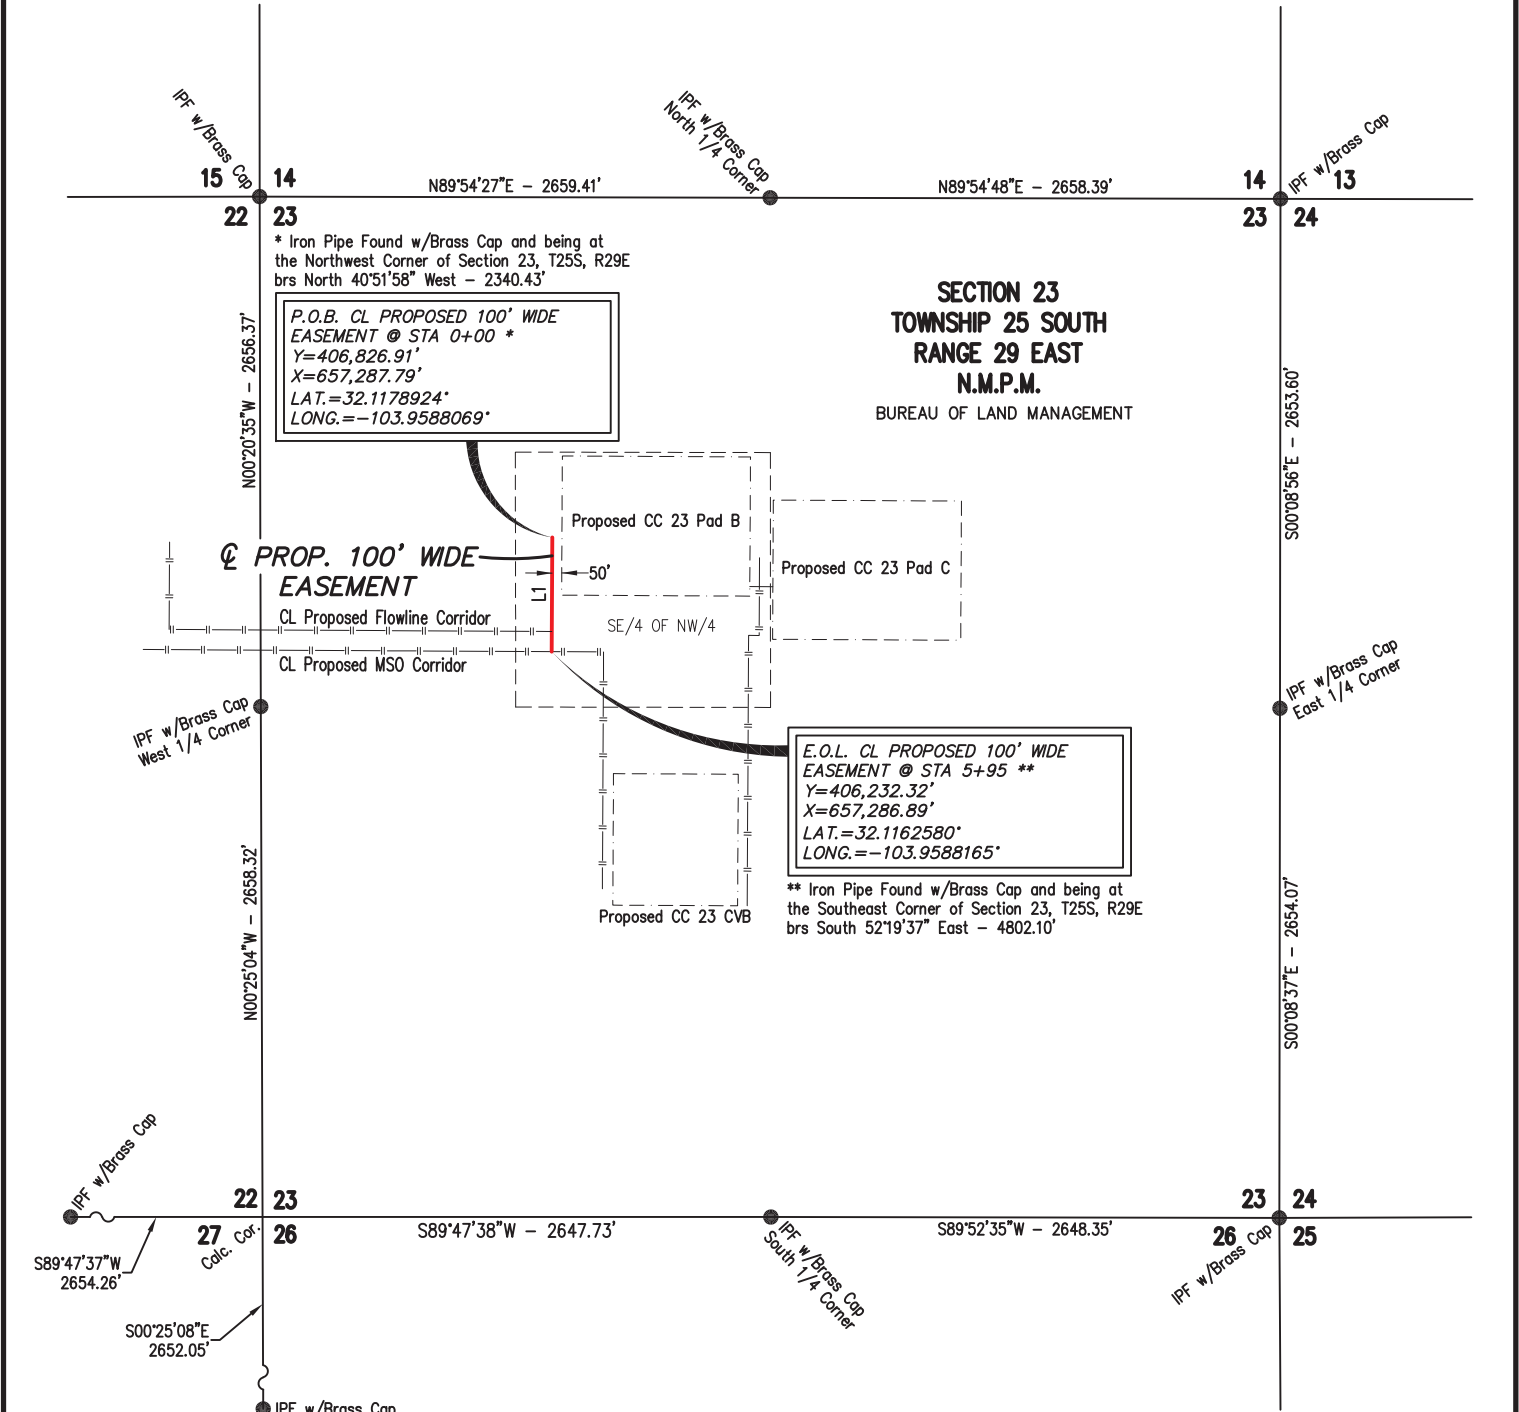 IPF w/Brass Cap
IPF w/Brass Cap
North 1/4 Corner
IPF w/Brass Cap
15 14
22 23
N89°54'27"E - 2659.41'
N89°54'48"E - 2658.39'
14 13
23 24
* Iron Pipe Found w/Brass Cap and being at
the Northwest Corner of Section 23, T25S, R29E
brs North 40°51'58" West - 2340.43'
P.O.B. CL PROPOSED 100' WIDE
EASEMENT @ STA 0+00 *
Y=406,826.91'
X=657,287.79'
LAT.=32.1178924°
LONG.=-103.9588069°
SECTION 23
TOWNSHIP 25 SOUTH
RANGE 29 EAST
N.M.P.M.
BUREAU OF LAND MANAGEMENT
N00°20'35"W - 2656.37'
S00°08'56"E - 2653.60'
Proposed CC 23 Pad B
Proposed CC 23 Pad C
℄ PROP. 100' WIDE
EASEMENT
50'
L1
CL Proposed Flowline Corridor
SE/4 OF NW/4
CL Proposed MSO Corridor
IPF w/Brass Cap
West 1/4 Corner
IPF w/Brass Cap
East 1/4 Corner
E.O.L. CL PROPOSED 100' WIDE
EASEMENT @ STA 5+95 **
Y=406,232.32'
X=657,286.89'
LAT.=32.1162580°
LONG.=-103.9588165°
** Iron Pipe Found w/Brass Cap and being at
the Southeast Corner of Section 23, T25S, R29E
brs South 52°19'37" East - 4802.10'
Proposed CC 23 CVB
N00°25'04"W - 2658.32'
S00°08'37"E - 2654.07'
IPF w/Brass Cap
22 23
27 26
Calc. Cor.
S89°47'38"W - 2647.73'
S89°52'35"W - 2648.35'
23 24
26 25
IPF w/Brass Cap
South 1/4 Corner
IPF w/Brass Cap
S89°47'37"W
2654.26'
S00°25'08"E
2652.05'
IPF w/Brass Cap